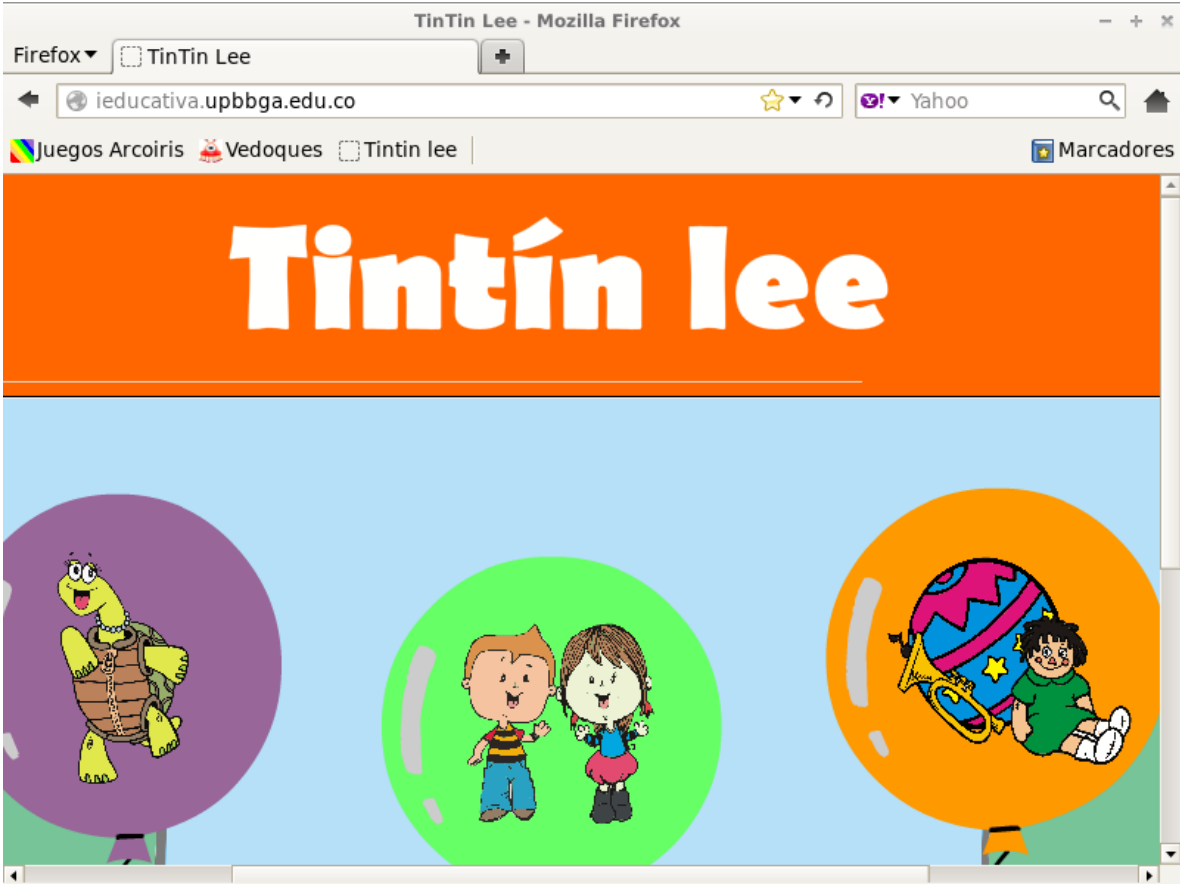 TinTin Lee - Mozilla Firefox
Firefox TinTin Lee
ieducativa.upbbga.edu.co Yahoo
Juegos Arcoiris Vedoques Tintin lee Marcadores
Tintín lee